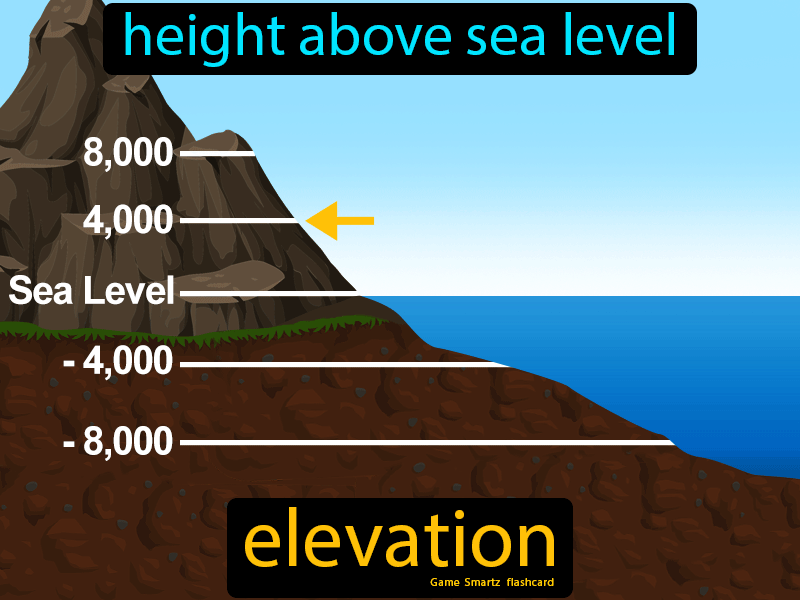 height above sea level
8,000
4,000
Sea Level
- 4,000
- 8,000
elevation
Game Smartz flashcard